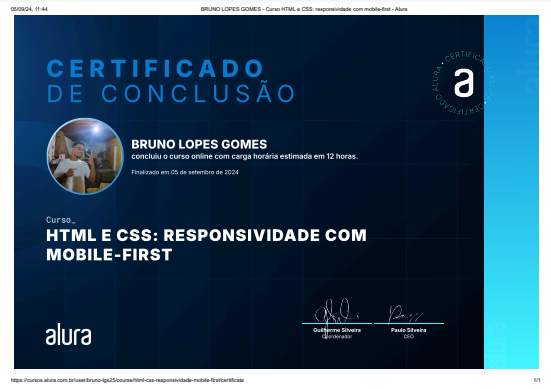 05/09/24, 11:44
BRUNO LOPES GOMES - Curso HTML e CSS: responsividade com mobile-first - Alura
CERTIFICADO
DE CONCLUSÃO
ALURA • CERTIFICADO ALURA • CERTIFICADO
a
alura
BRUNO LOPES GOMES
concluiu o curso online com carga horária estimada em 12 horas.
Finalizado em 05 de setembro de 2024
Curso_
HTML E CSS: RESPONSIVIDADE COM
MOBILE-FIRST
alura
Guilherme Silveira
Coordenador
Paulo Silveira
CEO
alura
https://cursos.alura.com.br/user/bruno-lgs25/course/html-css-responsividade-mobile-first/certificate
1/1